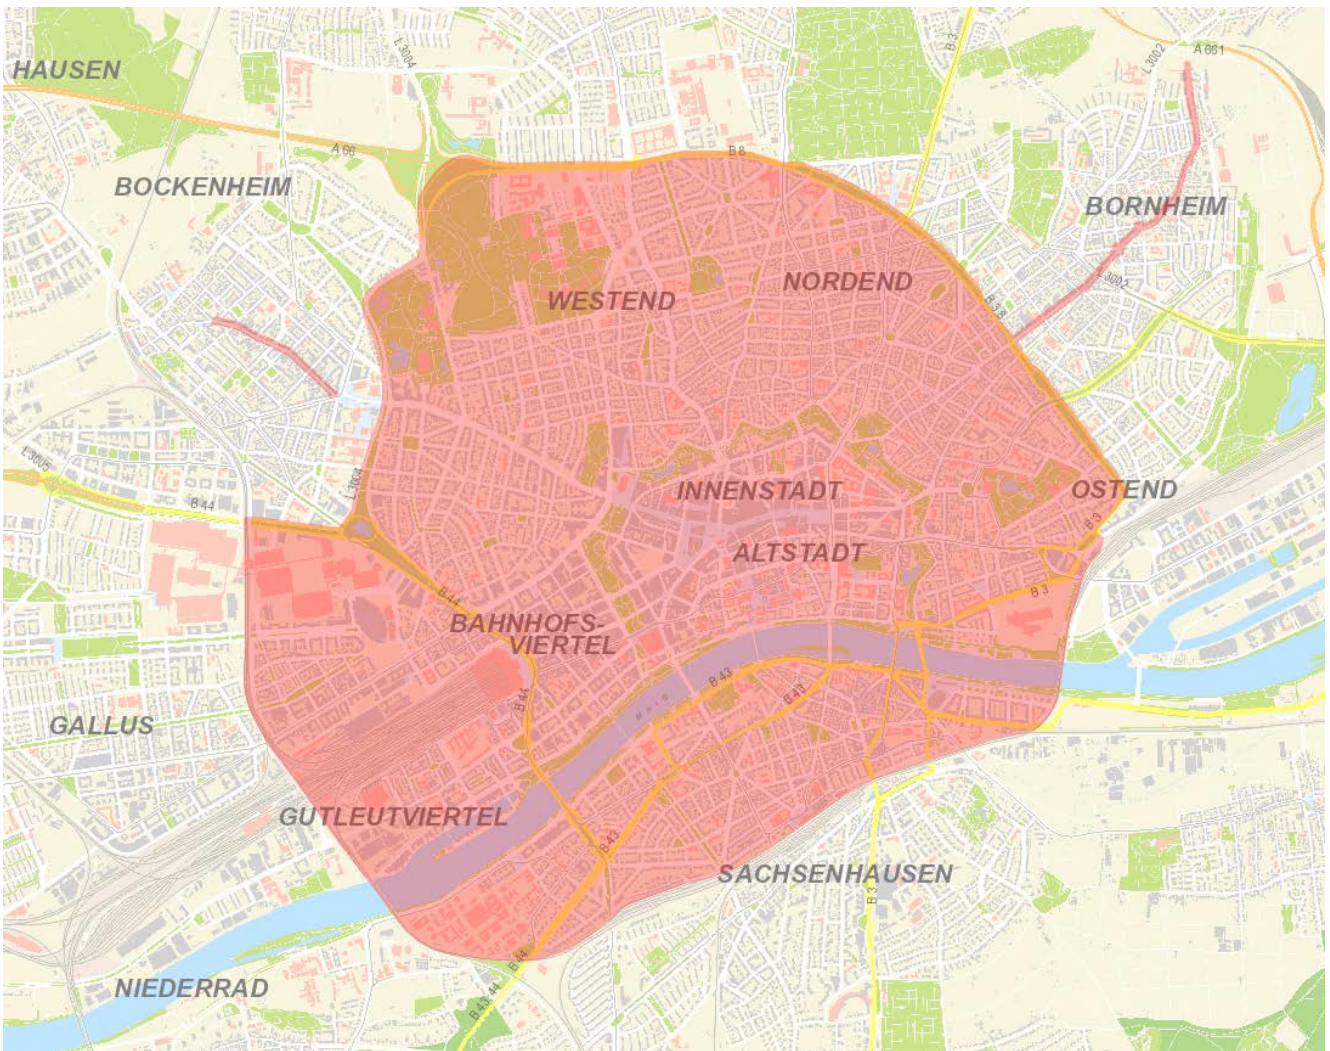 L 3004
B 3
L 3002
A 661
HAUSEN
A 66
B 8
BOCKENHEIM
BORNHEIM
L 3002
NORDEND
WESTEND
B 3.8
L 3005
B 44
L 3004
INNENSTADT
OSTEND
B 3
ALTSTADT
B 44
B 3
BAHNHOFS-
VIERTEL
B 43
B 44
MAIN
B 43
GALLUS
GUTLEUTVIERTEL
B 43
SACHSENHAUSEN
B 3
B 44
NIEDERRAD
B 43.44